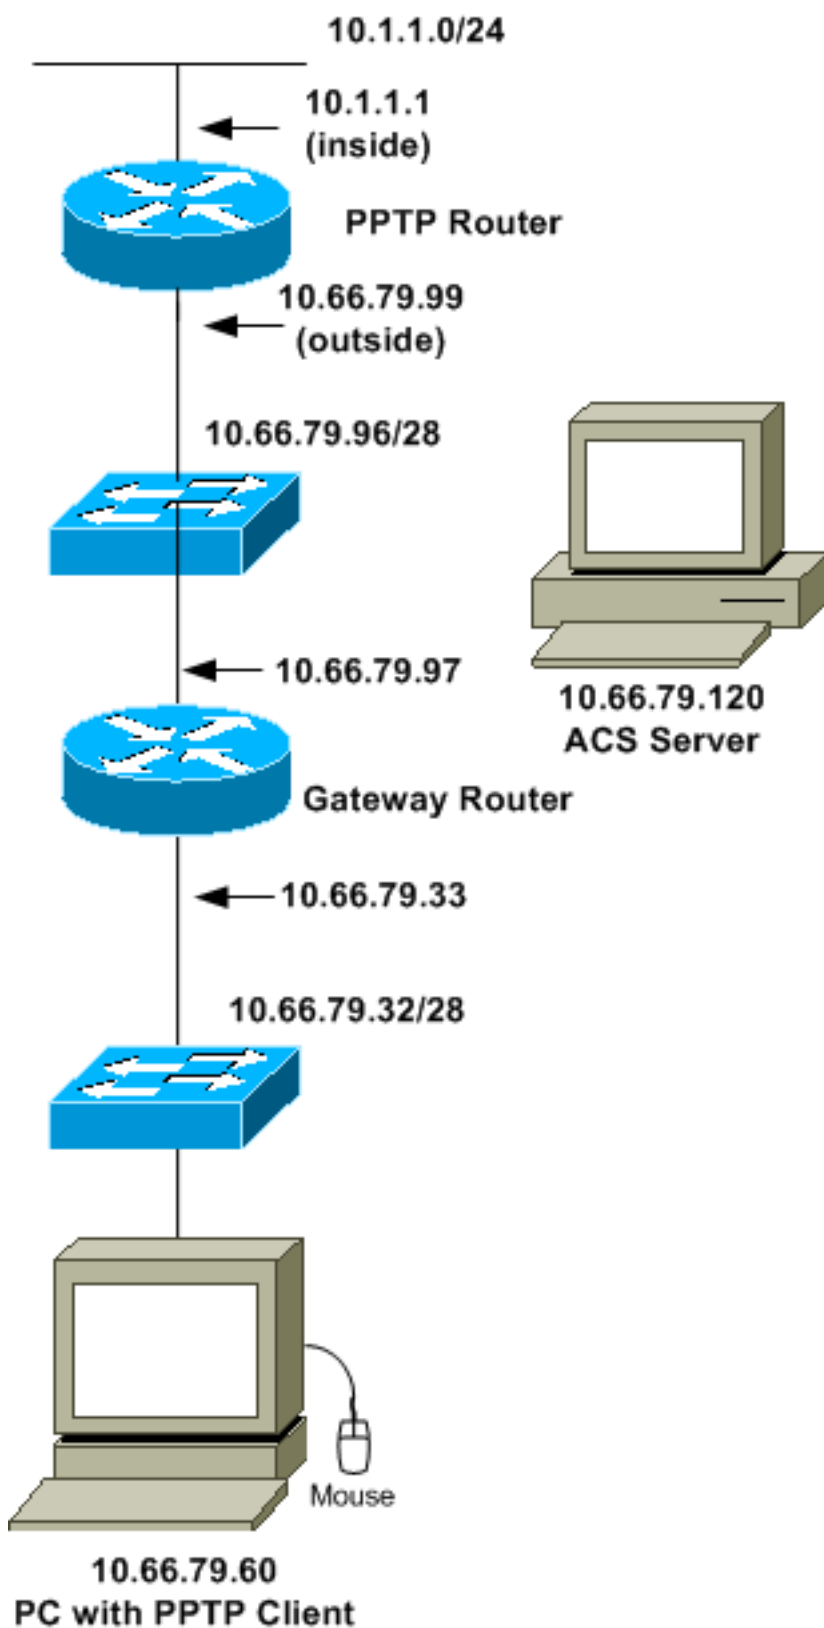 10.1.1.0/24
10.1.1.1
(inside)
PPTP Router
10.66.79.99
(outside)
10.66.79.96/28
10.66.79.97
10.66.79.120
ACS Server
Gateway Router
10.66.79.33
10.66.79.32/28
Mouse
10.66.79.60
PC with PPTP Client